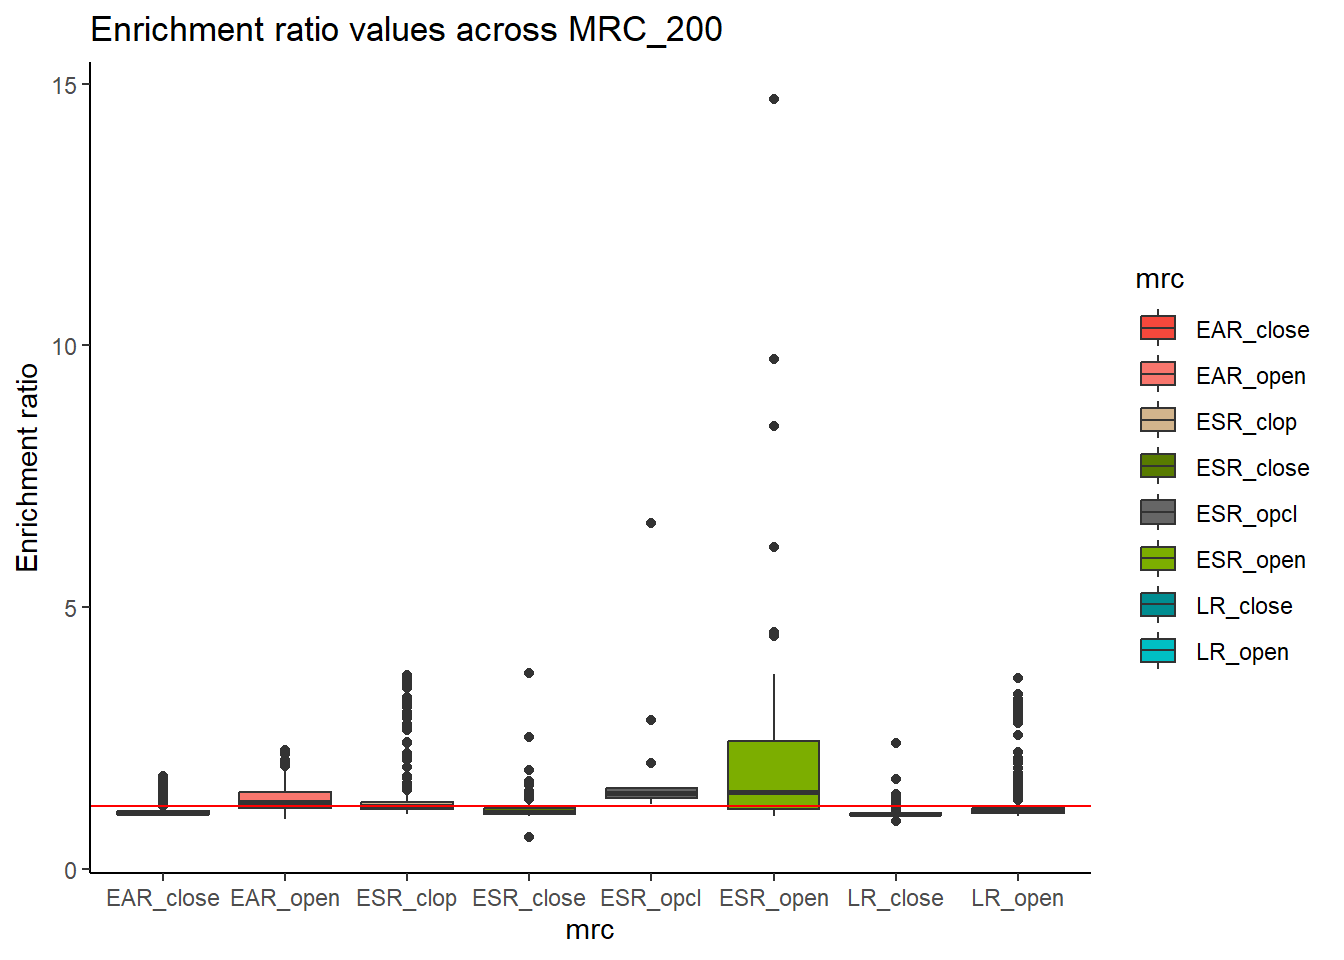 Enrichment ratio values across MRC_200
15
10
5
0
Enrichment ratio
EAR_close EAR_open ESR_clop ESR_close ESR_opcl ESR_open LR_close LR_open
mrc
mrc
EAR_close
EAR_open
ESR_clop
ESR_close
ESR_opcl
ESR_open
LR_close
LR_open